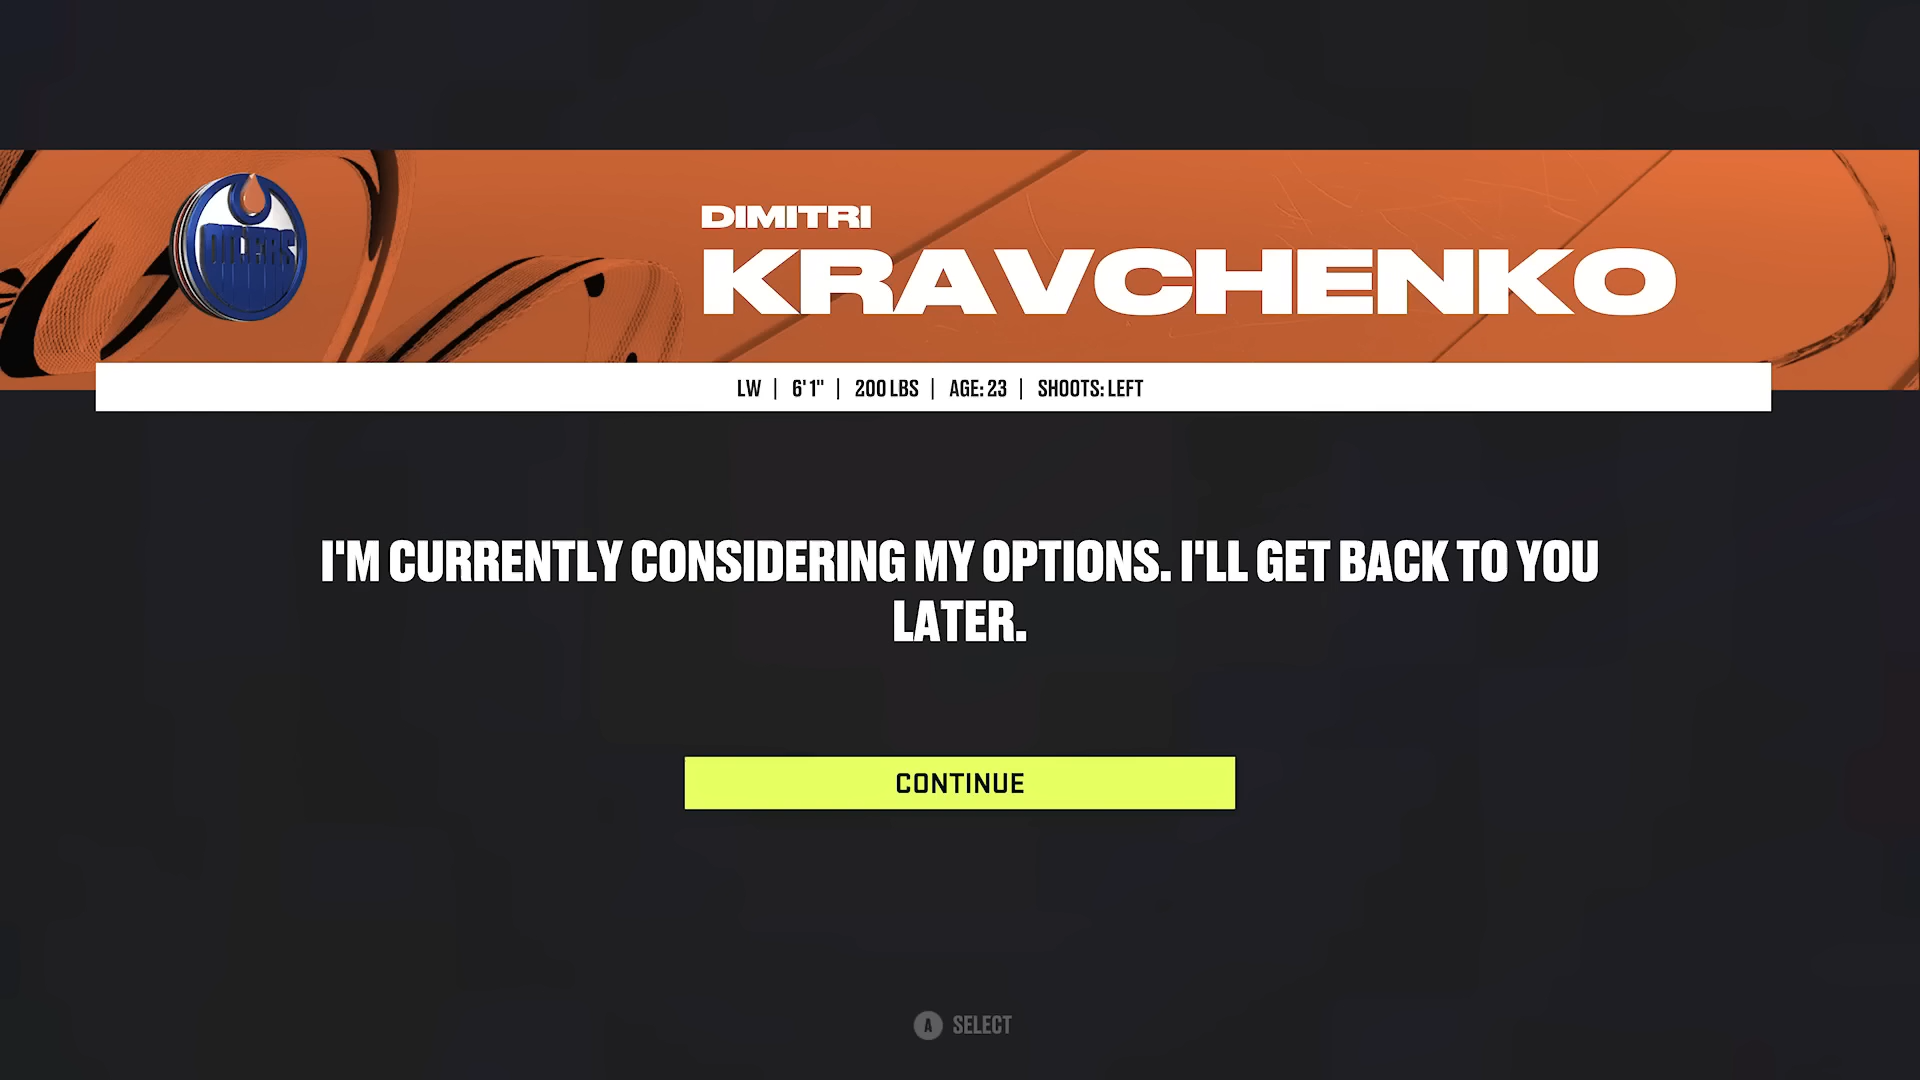 OILERS
DIMITRI
KRAVCHENKO
LW | 6'1" | 200 LBS | AGE: 23 | SHOOTS: LEFT
I'M CURRENTLY CONSIDERING MY OPTIONS. I'LL GET BACK TO YOU
LATER.
CONTINUE
A SELECT